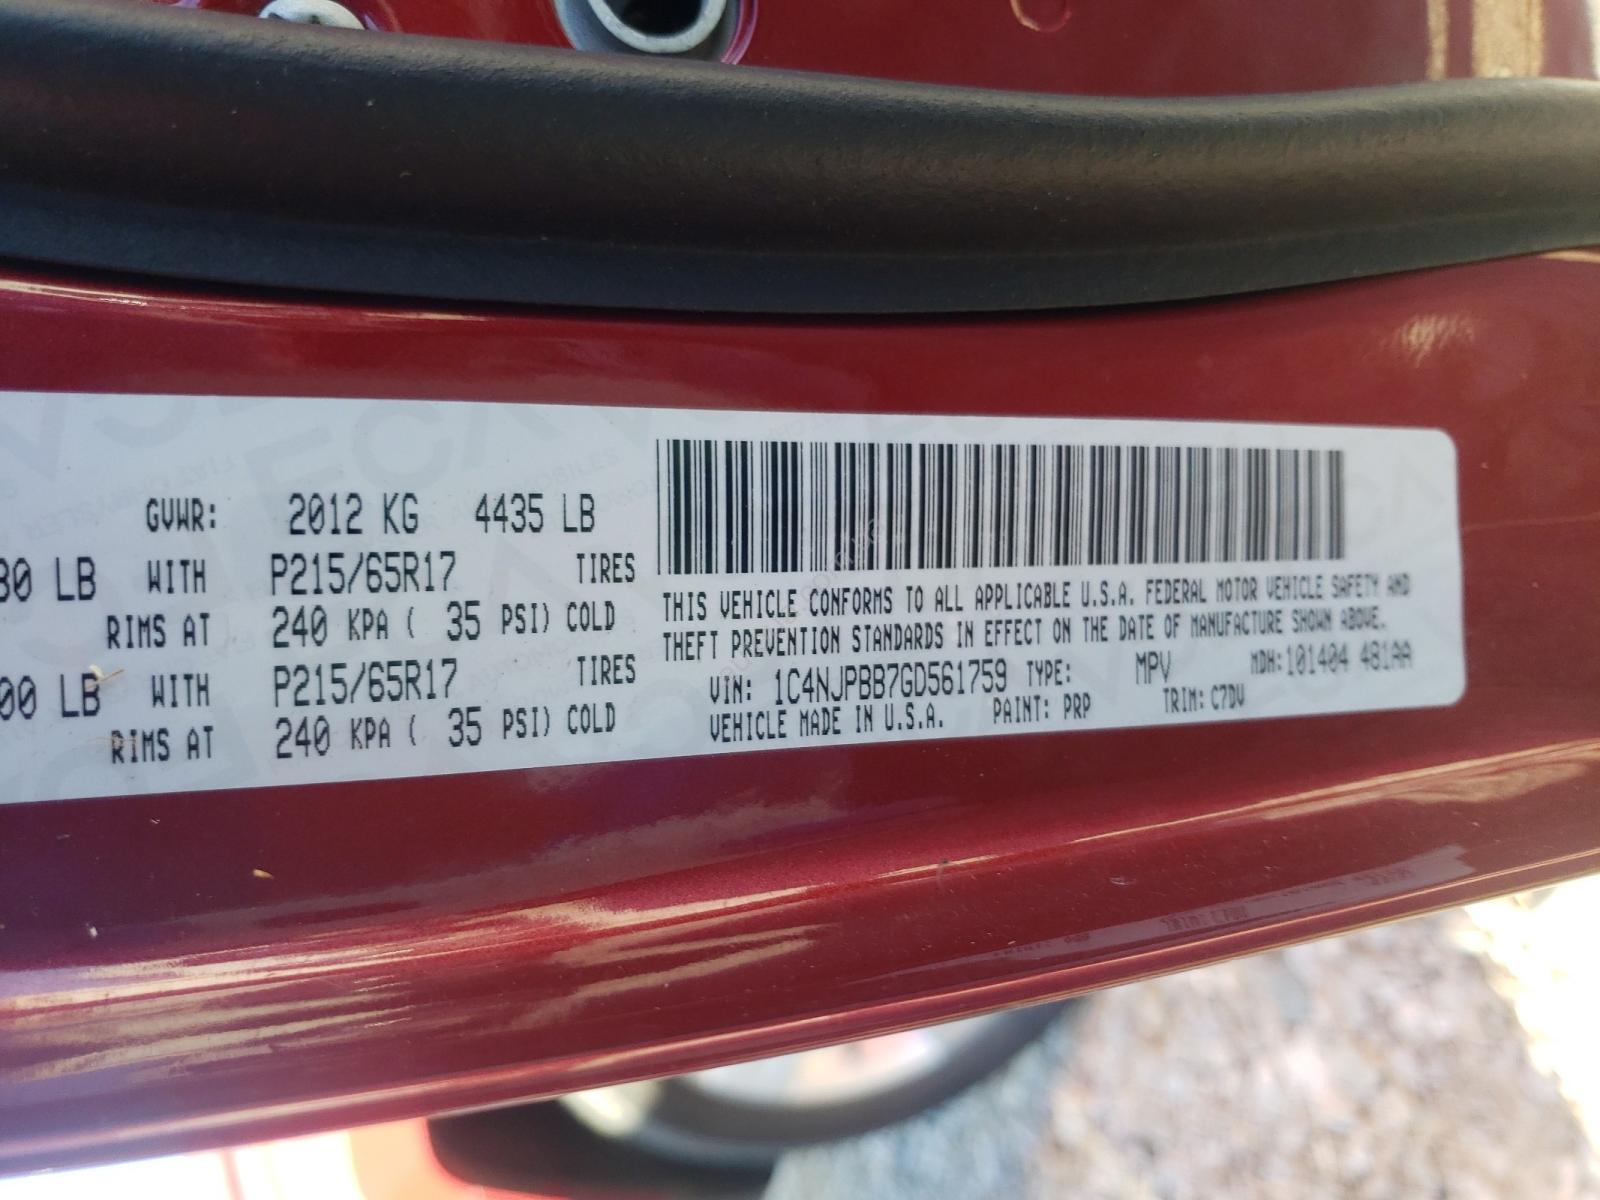 GVWR: 2012 KG 4435 LB
30 LB WITH P215/65R17 TIRES
RIMS AT 240 KPA ( 35 PSI) COLD
00 LB WITH P215/65R17 TIRES
RIMS AT 240 KPA ( 35 PSI) COLD
THIS VEHICLE CONFORMS TO ALL APPLICABLE U.S.A. FEDERAL MOTOR VEHICLE SAFETY AND
THEFT PREVENTION STANDARDS IN EFFECT ON THE DATE OF MANUFACTURE SHOWN ABOVE.
VIN: 1C4NJPBB7GD561759 TYPE: MPV MDH:101404 481AA
VEHICLE MADE IN U.S.A. PAINT: PRP TRIM: C7DV